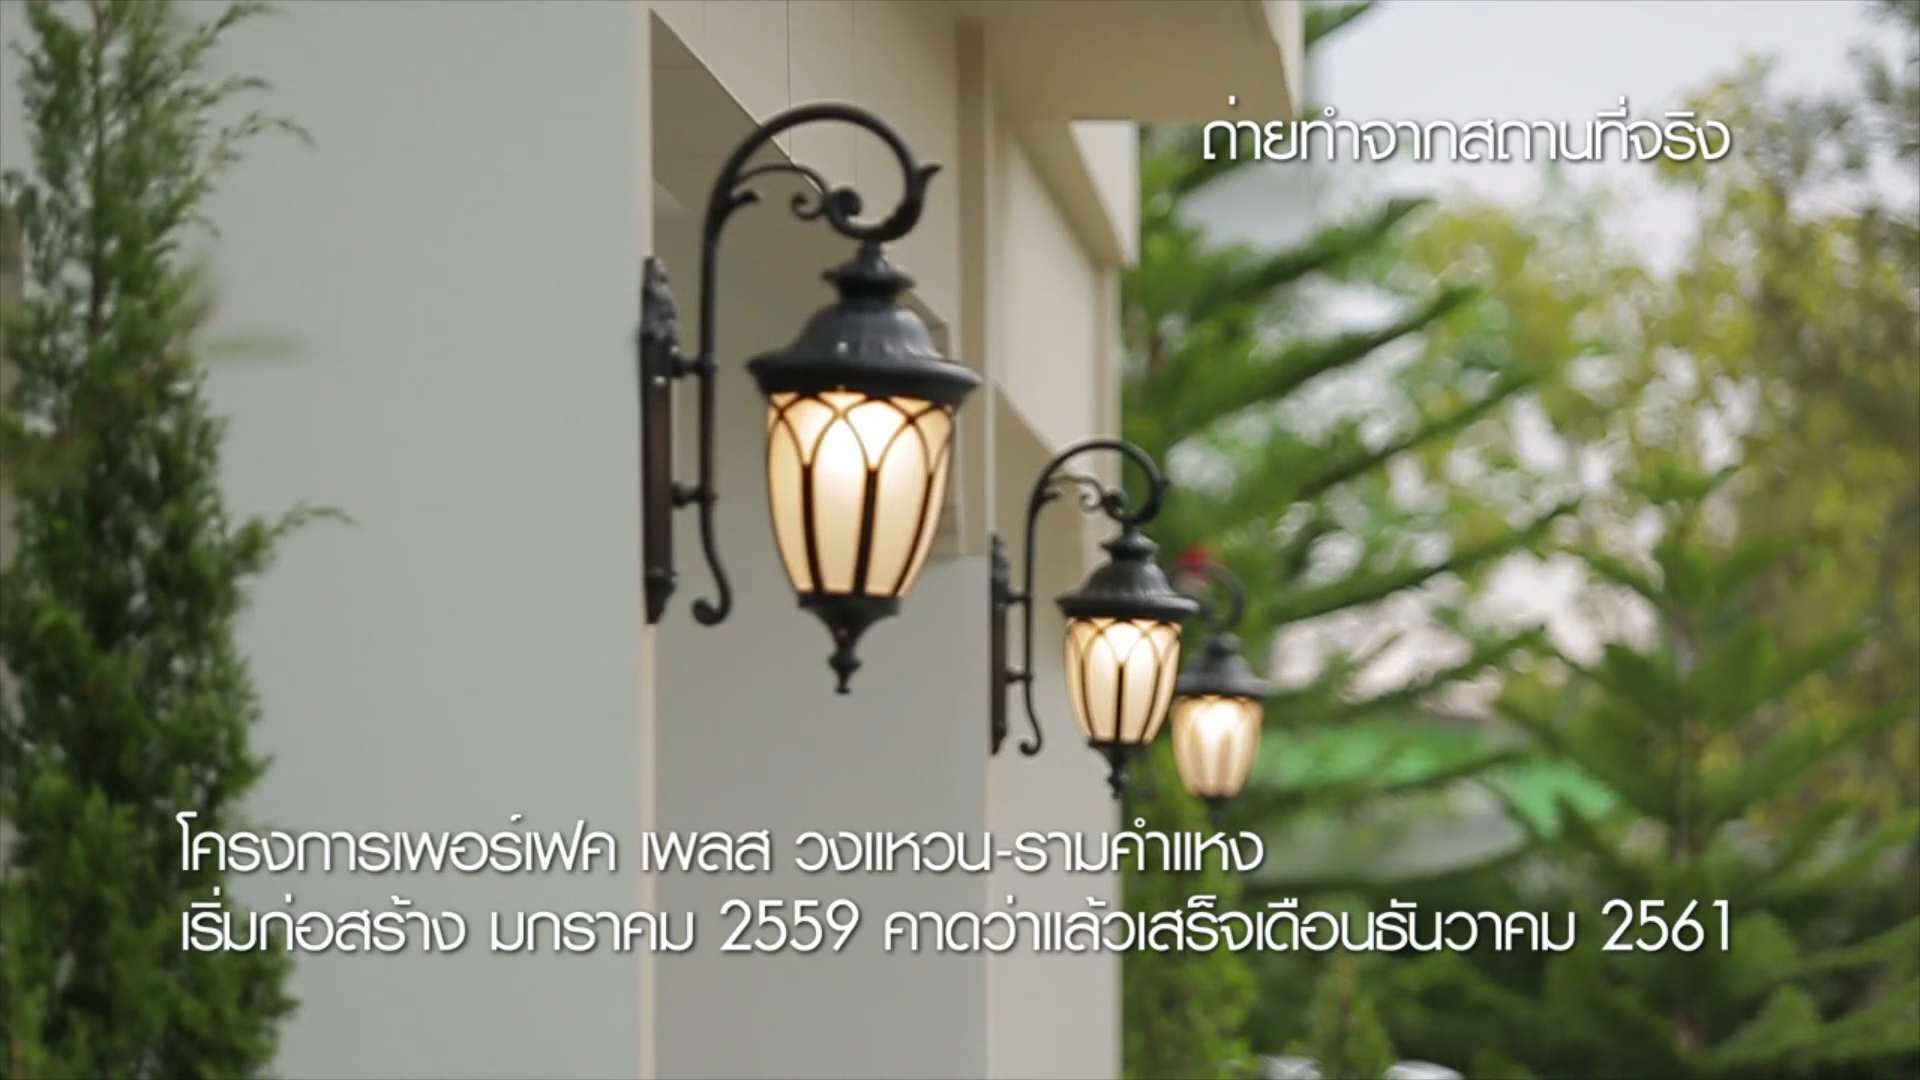 ถ่ายทำจากสถานที่จริง
โครงการเพอร์เฟค เพลส วงแหวน-รามคำแหง
เริ่มก่อสร้าง มกราคม 2559 คาดว่าแล้วเสร็จเดือนธันวาคม 2561